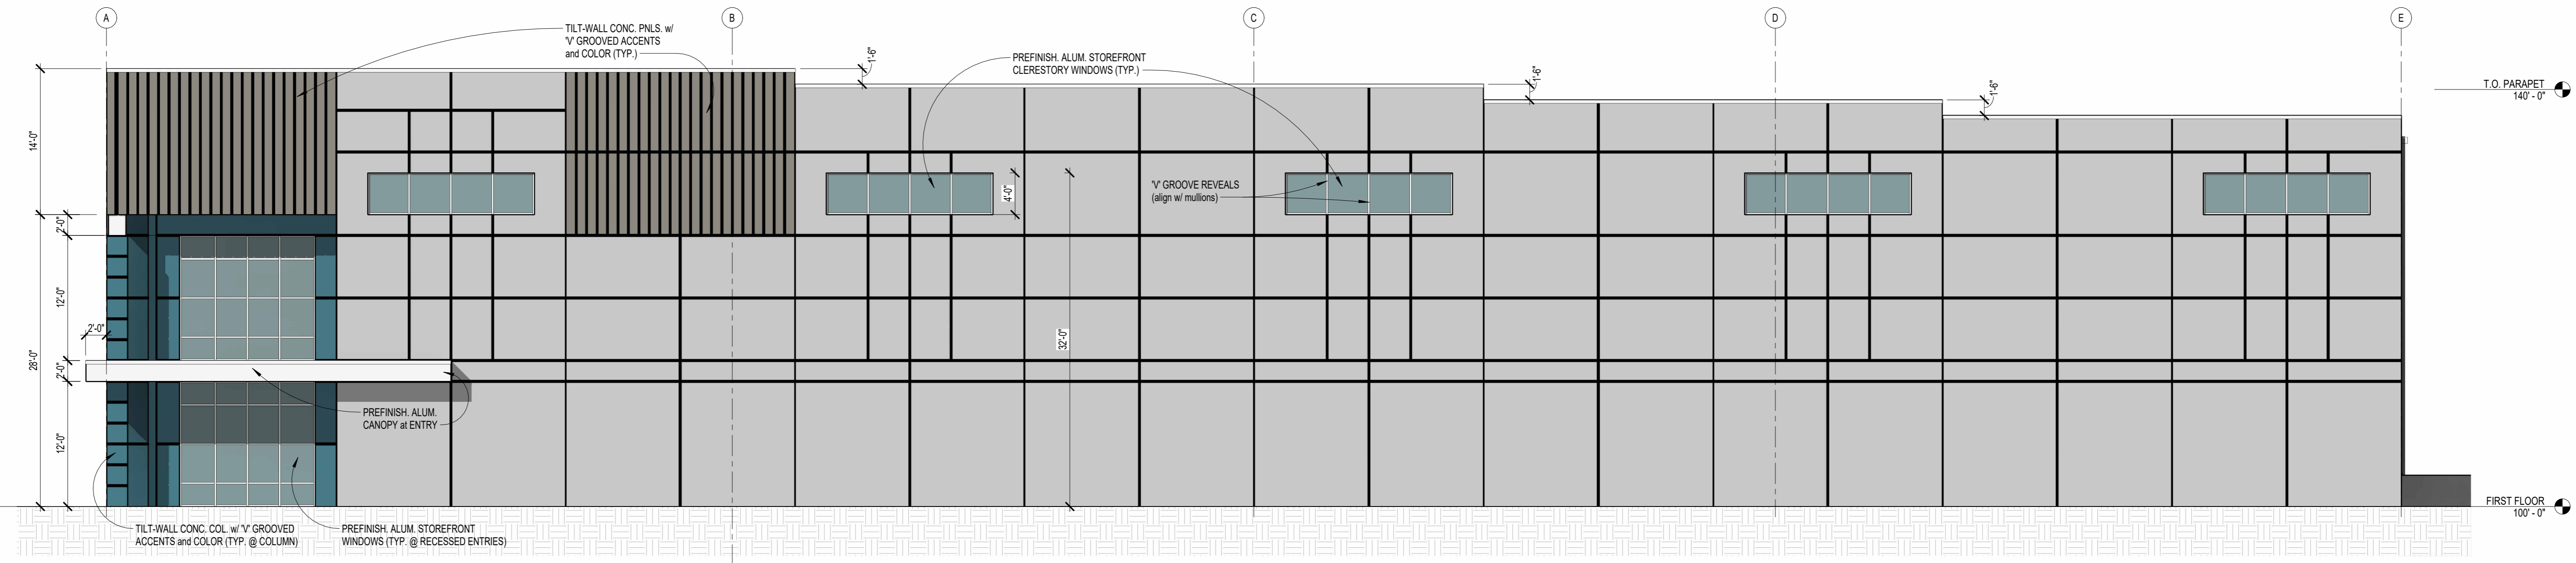 A
B
C
D
E
TILT-WALL CONC. PNLS. w/
'V' GROOVED ACCENTS
and COLOR (TYP.)
1'-6"
PREFINISH. ALUM. STOREFRONT
CLERESTORY WINDOWS (TYP.)
1'-6"
1'-6"
T.O. PARAPET
140' - 0"
14'-0"
4'-0"
'V' GROOVE REVEALS
(align w/ mullions)
2'-0"
12'-0"
2'-0"
32'-0"
28'-0"
2'-0"
PREFINISH. ALUM.
CANOPY at ENTRY
12'-0"
FIRST FLOOR
100' - 0"
TILT-WALL CONC. COL. w/ 'V' GROOVED
ACCENTS and COLOR (TYP. @ COLUMN)
PREFINISH. ALUM. STOREFRONT
WINDOWS (TYP. @ RECESSED ENTRIES)